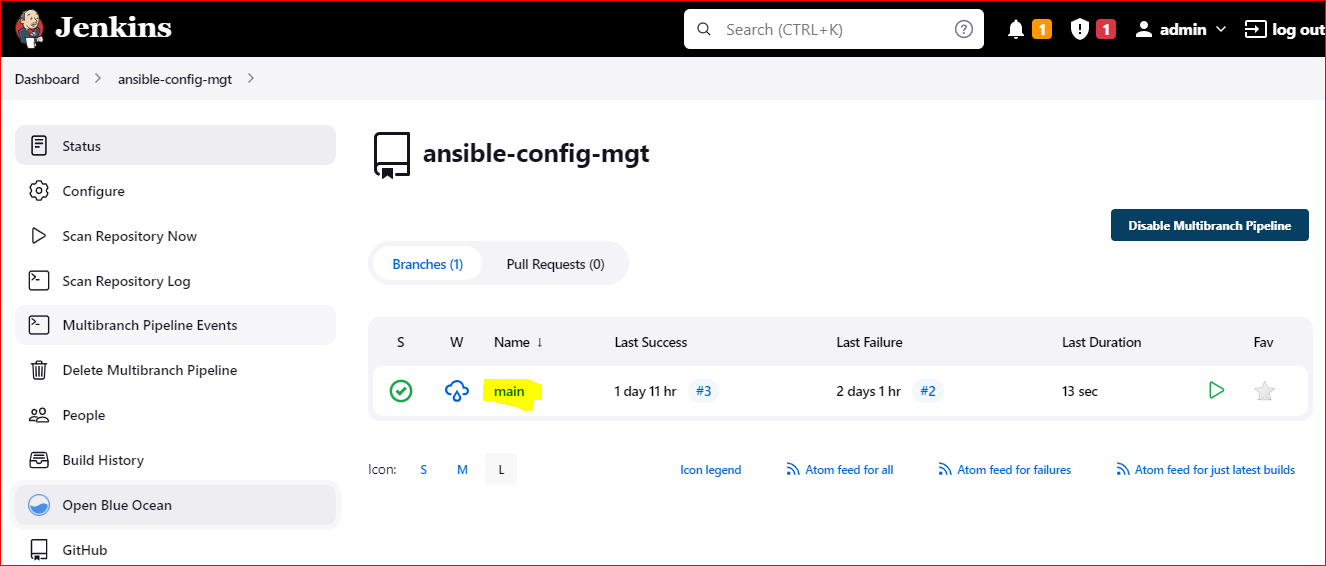 Jenkins
Search (CTRL+K)
?
1
1
admin
log out
Dashboard
ansible-config-mgt
Status
Configure
Scan Repository Now
Scan Repository Log
Multibranch Pipeline Events
Delete Multibranch Pipeline
People
Build History
Open Blue Ocean
GitHub
ansible-config-mgt
Disable Multibranch Pipeline
Branches (1) Pull Requests (0)
S W Name ↓ Last Success Last Failure Last Duration Fav
main 1 day 11 hr #3 2 days 1 hr #2 13 sec
Icon: S M L Icon legend Atom feed for all Atom feed for failures Atom feed for just latest builds